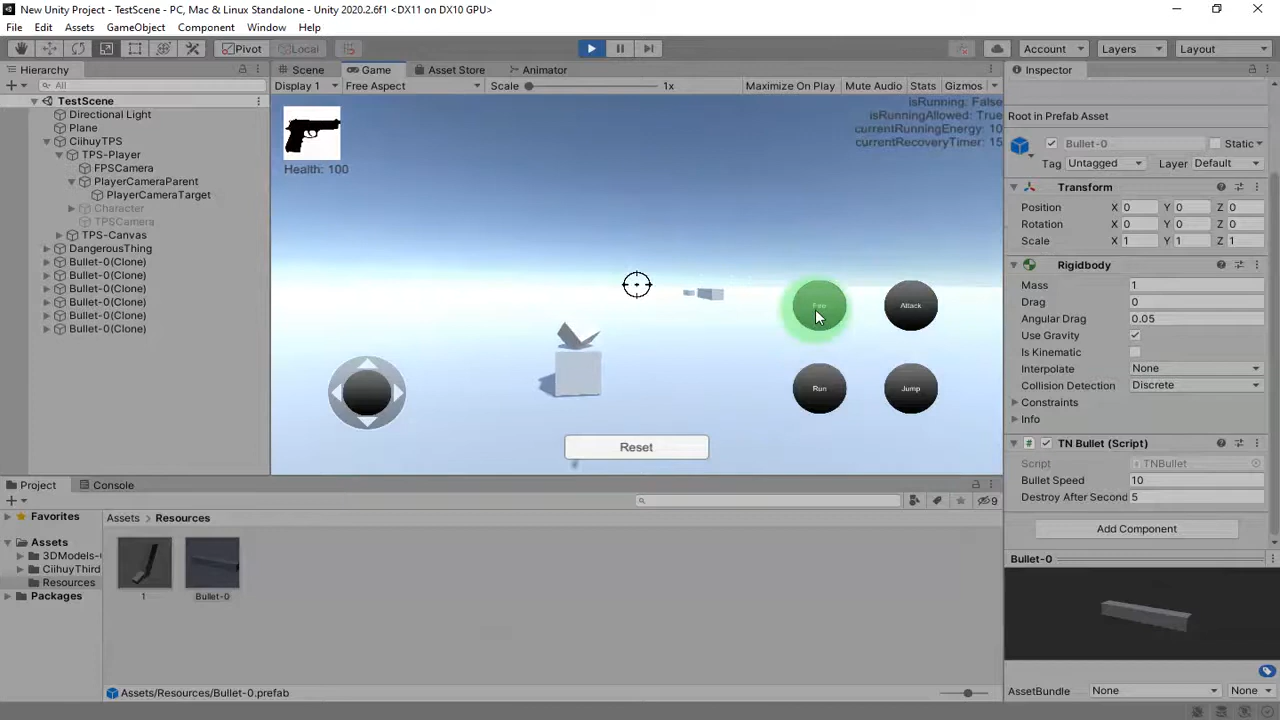 New Unity Project - TestScene - PC, Mac & Linux Standalone - Unity 2020.2.6f1 <DX11 on DX10 GPU>
File Edit Assets GameObject Component Window Help
Pivot Local Account Layers Layout
Hierarchy
All
TestScene
Directional Light
Plane
CiihuyTPS
TPS-Player
FPSCamera
PlayerCameraParent
PlayerCameraTarget
Character
TPSCamera
TPS-Canvas
DangerousThing
Bullet-0(Clone)
Bullet-0(Clone)
Bullet-0(Clone)
Bullet-0(Clone)
Bullet-0(Clone)
Bullet-0(Clone)
Scene Game Asset Store Animator
Display 1 Free Aspect Scale 1x Maximize On Play Mute Audio Stats Gizmos
isRunning: False
isRunningAllowed: True
currentRunningEnergy: 10
currentRecoveryTimer: 15
Health: 100
Fire Attack
Run Jump
Reset
Inspector
Root in Prefab Asset
Bullet-0 Static
Tag Untagged Layer Default
Transform
Position X 0 Y 0 Z 0
Rotation X 0 Y 0 Z 0
Scale X 1 Y 1 Z 1
Rigidbody
Mass 1
Drag 0
Angular Drag 0.05
Use Gravity
Is Kinematic
Interpolate None
Collision Detection Discrete
Constraints
Info
# TN Bullet (Script)
Script TNBullet
Bullet Speed 10
Destroy After Second 5
Add Component
Bullet-0
AssetBundle None None
Project Console
9
Favorites
Assets
3DModels-
CiihuyThird
Resources
Packages
Assets > Resources
1 Bullet-0
Assets/Resources/Bullet-0.prefab